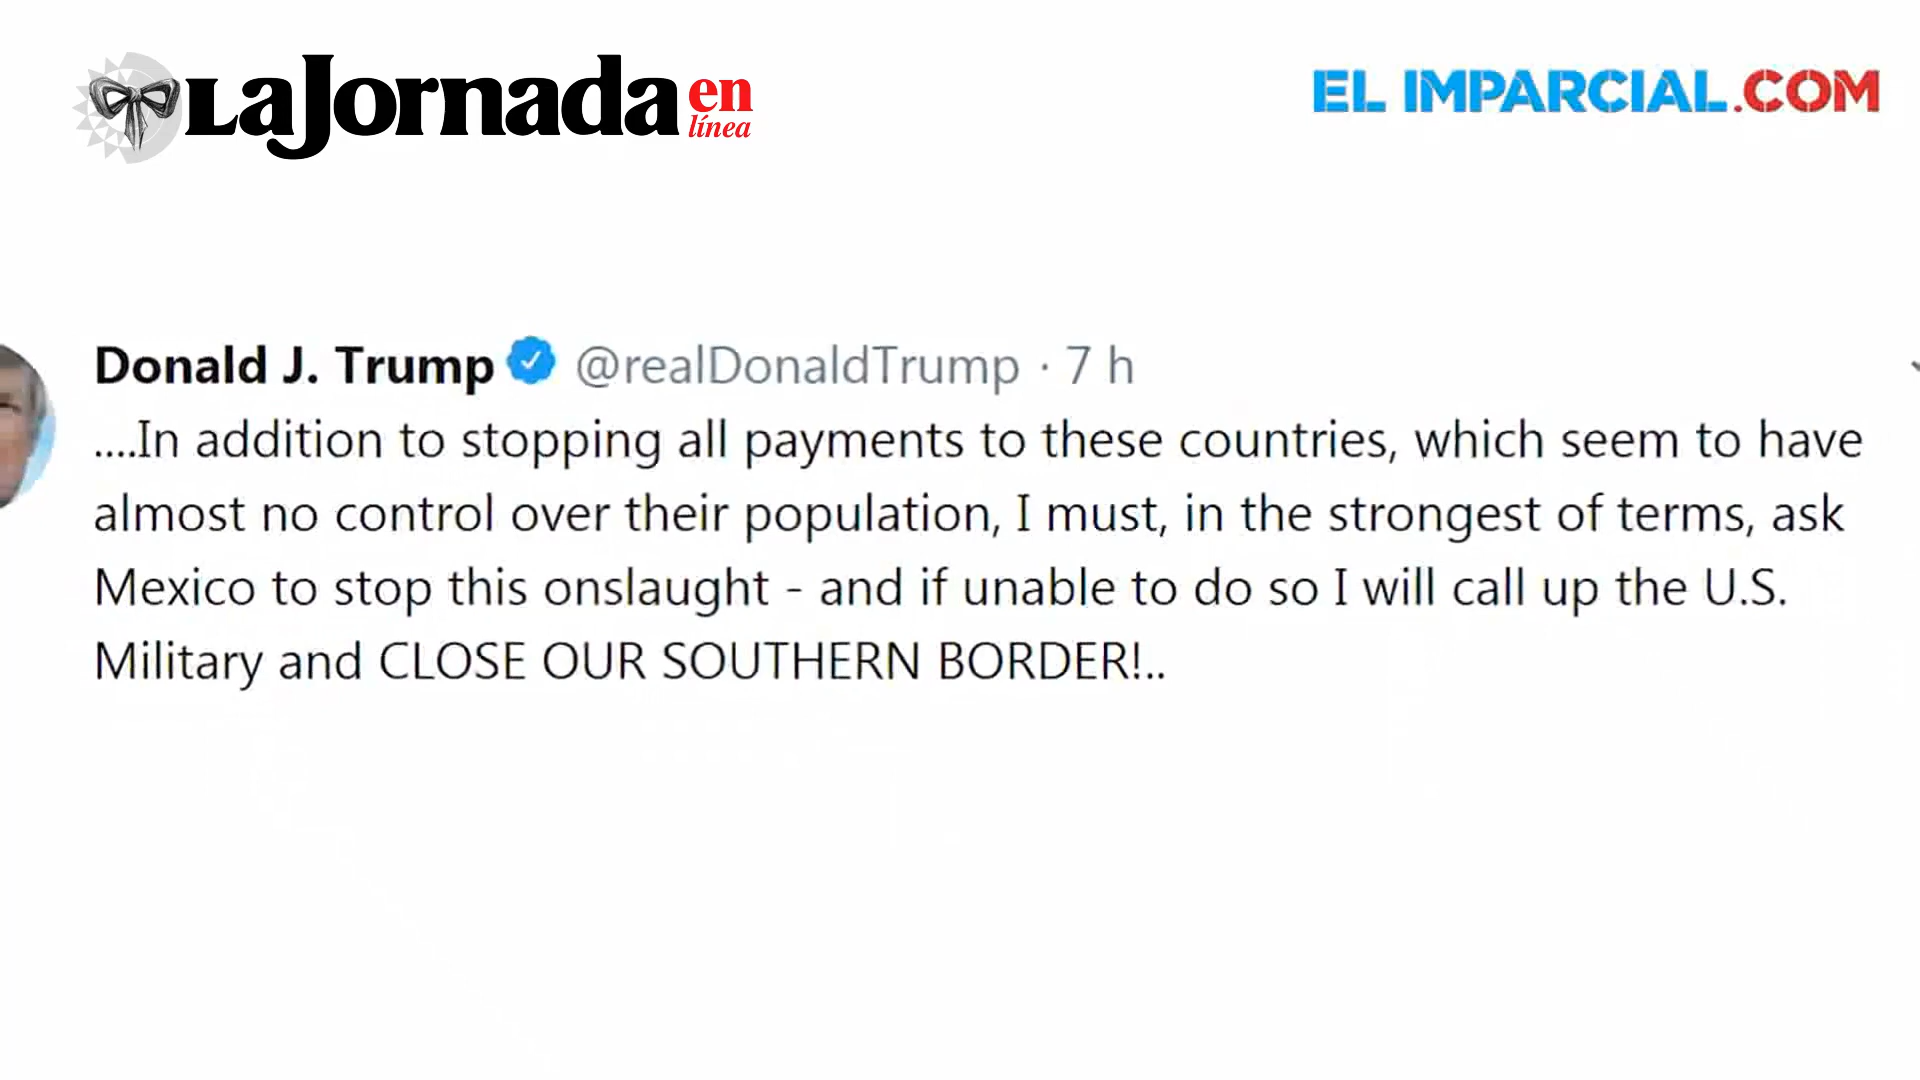 LaJornada en línea
EL IMPARCIAL.COM
Donald J. Trump @realDonaldTrump · 7 h
....In addition to stopping all payments to these countries, which seem to have
almost no control over their population, I must, in the strongest of terms, ask
Mexico to stop this onslaught - and if unable to do so I will call up the U.S.
Military and CLOSE OUR SOUTHERN BORDER!..